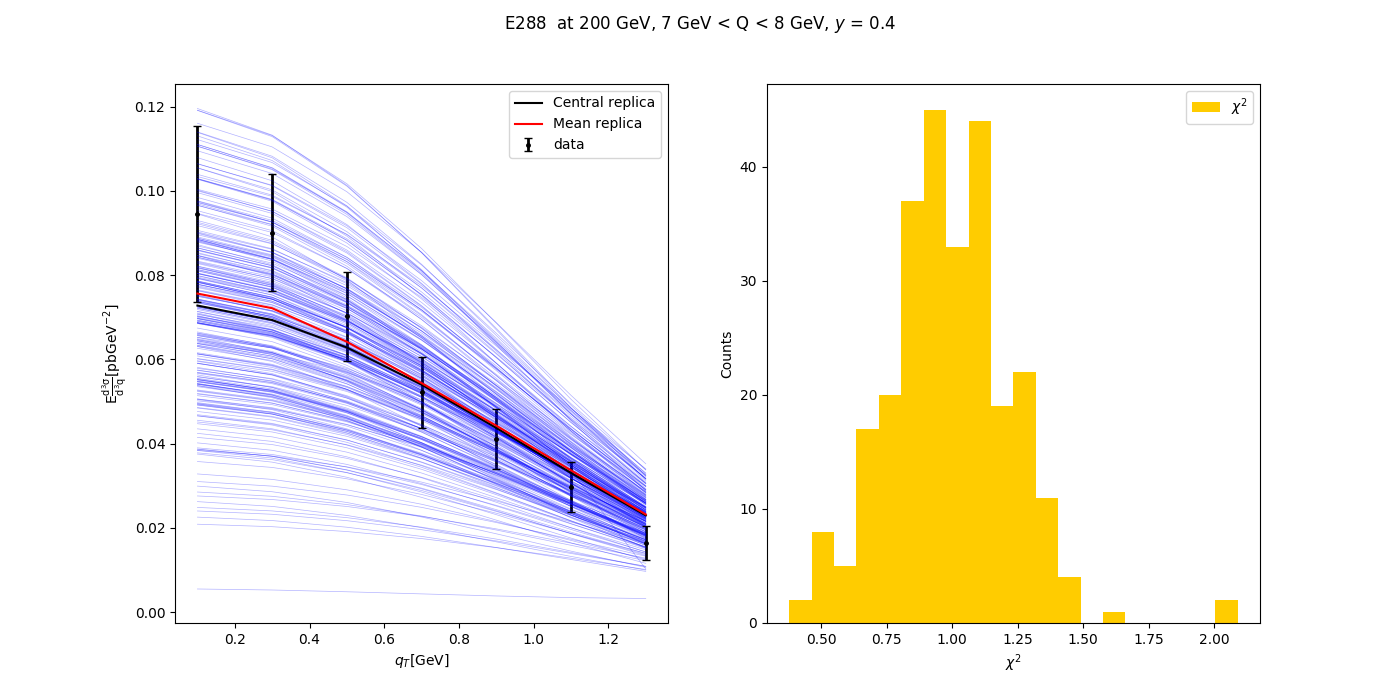 E288  at 200 GeV, 7 GeV < Q < 8 GeV, y = 0.4
E d³σ/d³q [pbGeV⁻²]
0.12
0.10
0.08
0.06
0.04
0.02
0.00
Central replica
Mean replica
data
0.2 0.4 0.6 0.8 1.0 1.2
q_T[GeV]
Counts
40
30
20
10
0
χ²
0.50 0.75 1.00 1.25 1.50 1.75 2.00
χ²